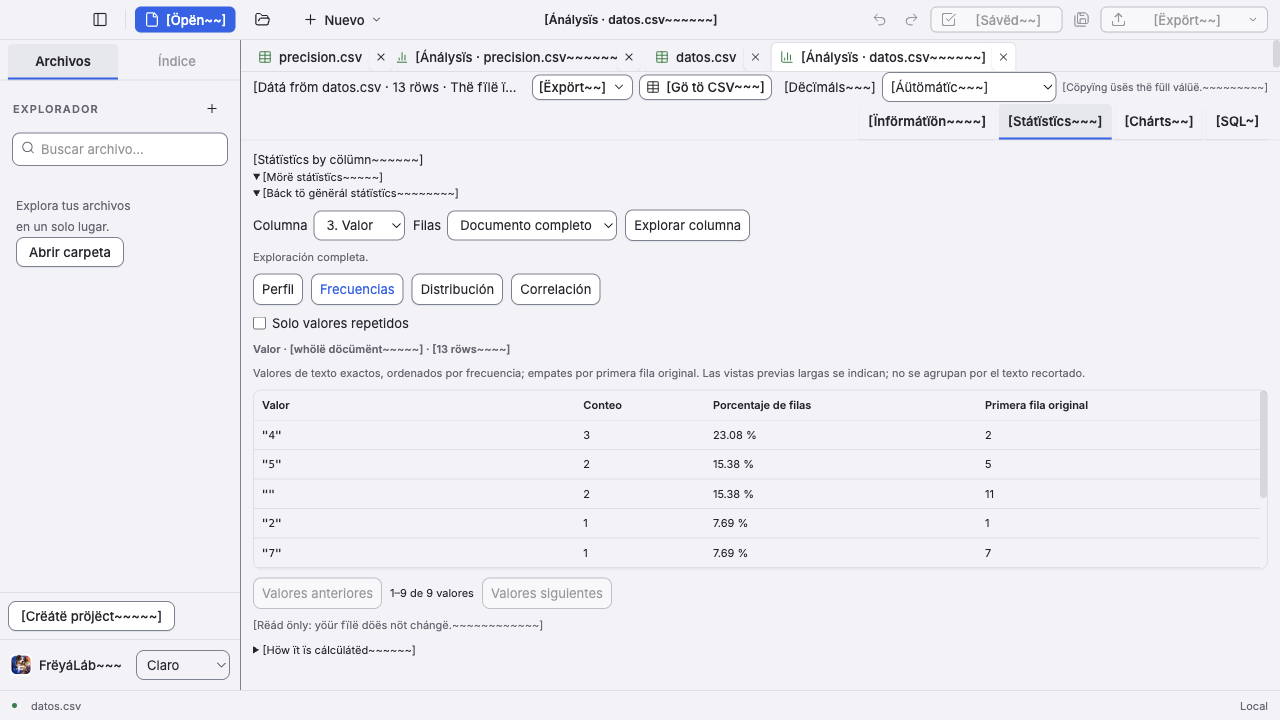 [Öpën~~]
Nuevo
[Ánálysïs · datos.csv~~~~~~]
[Sávëd~~]
[Ëxpört~~]
Archivos
Índice
precision.csv
[Ánálysïs · precision.csv~~~~~~
datos.csv
[Ánálysïs · datos.csv~~~~~~]
[Dátá fröm datos.csv · 13 röws · Thë fïlë ï...
[Ëxpört~~]
[Gö tö CSV~~~]
[Dëcïmáls~~~]
[Áütömátïc~~~]
[Cöpyïng üsës thë füll válüë.~~~~~~~~~]
EXPLORADOR
[Ïnförmátïön~~~~]
[Státïstïcs~~~]
[Chárts~~]
[SQL~]
Buscar archivo...
Explora tus archivos
en un solo lugar.
Abrir carpeta
[Státïstïcs by cölümn~~~~~~]
[Mörë státïstïcs~~~~~]
[Báck tö gënërál státïstïcs~~~~~~~~]
Columna
3. Valor
Filas
Documento completo
Explorar columna
Exploración completa.
Perfil
Frecuencias
Distribución
Correlación
Solo valores repetidos
Valor · [whölë döcümënt~~~~~] · [13 röws~~~~]
Valores de texto exactos, ordenados por frecuencia; empates por primera fila original. Las vistas previas largas se indican; no se agrupan por el texto recortado.
Valor Conteo Porcentaje de filas Primera fila original
"4" 3 23.08 % 2
"5" 2 15.38 % 5
"" 2 15.38 % 11
"2" 1 7.69 % 1
"7" 1 7.69 % 7
Valores anteriores
1–9 de 9 valores
Valores siguientes
[Rëád önly: yöür fïlë döës nöt chángë.~~~~~~~~~~~~]
[Höw ït ïs cálcülátëd~~~~~~]
[Crëátë pröjëct~~~~~]
FrëyáLáb~~~
Claro
datos.csv
Local